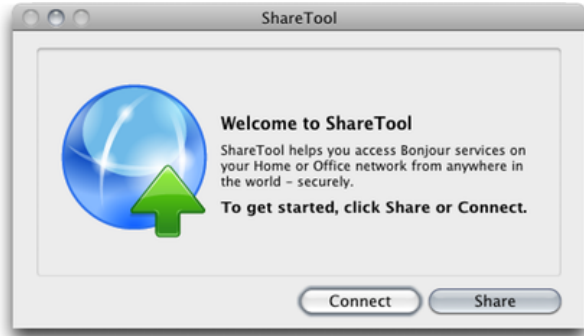 ShareTool
Welcome to ShareTool
ShareTool helps you access Bonjour services on
your Home or Office network from anywhere in
the world – securely.
To get started, click Share or Connect.
Connect
Share